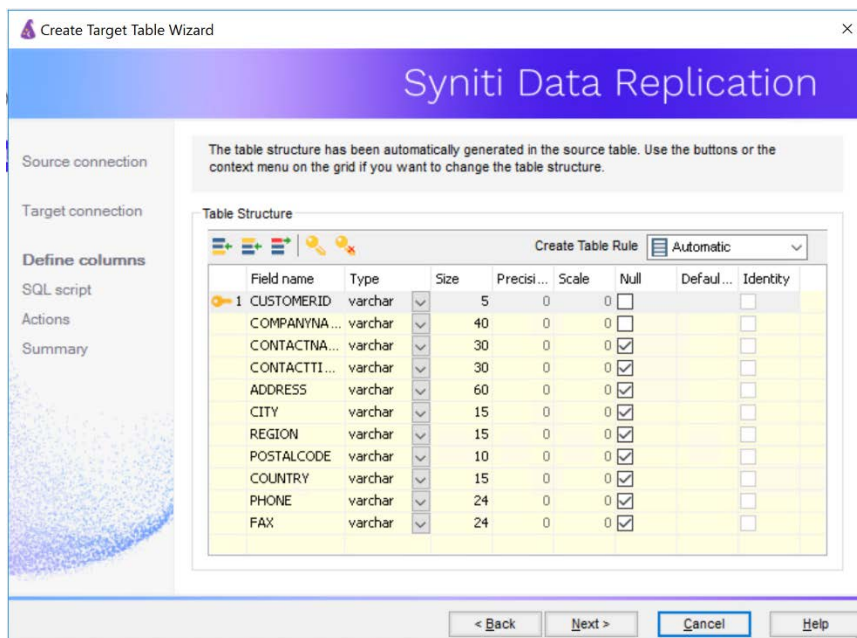 Create Target Table Wizard
Syniti Data Replication
Source connection
Target connection
Define columns
SQL script
Actions
Summary
The table structure has been automatically generated in the source table. Use the buttons or the
context menu on the grid if you want to change the table structure.
Table Structure
Create Table Rule Automatic
Field name Type Size Precisi... Scale Null Defaul... Identity
1 CUSTOMERID varchar 5 0 0
COMPANYNA... varchar 40 0 0
CONTACTNA... varchar 30 0 0
CONTACTTI... varchar 30 0 0
ADDRESS varchar 60 0 0
CITY varchar 15 0 0
REGION varchar 15 0 0
POSTALCODE varchar 10 0 0
COUNTRY varchar 15 0 0
PHONE varchar 24 0 0
FAX varchar 24 0 0
< Back Next > Cancel Help